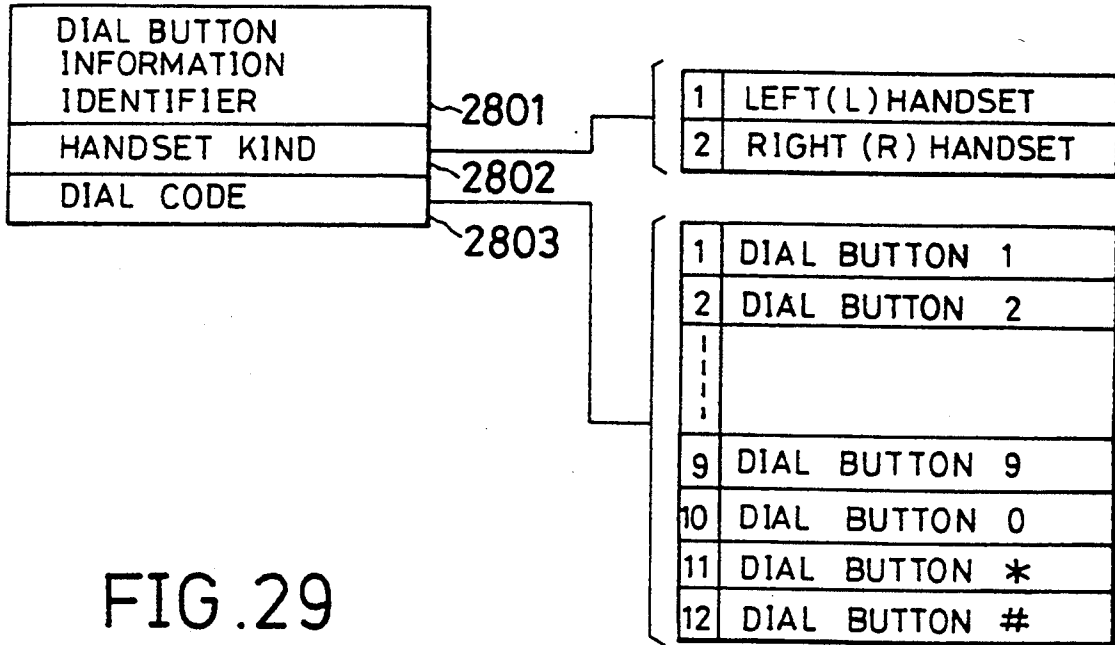 DIAL BUTTON
INFORMATION
IDENTIFIER
2801
HANDSET KIND
2802
DIAL CODE
2803
1 LEFT(L)HANDSET
2 RIGHT (R) HANDSET
1 DIAL BUTTON 1
2 DIAL BUTTON 2
9 DIAL BUTTON 9
10 DIAL BUTTON 0
11 DIAL BUTTON *
12 DIAL BUTTON #
FIG.29